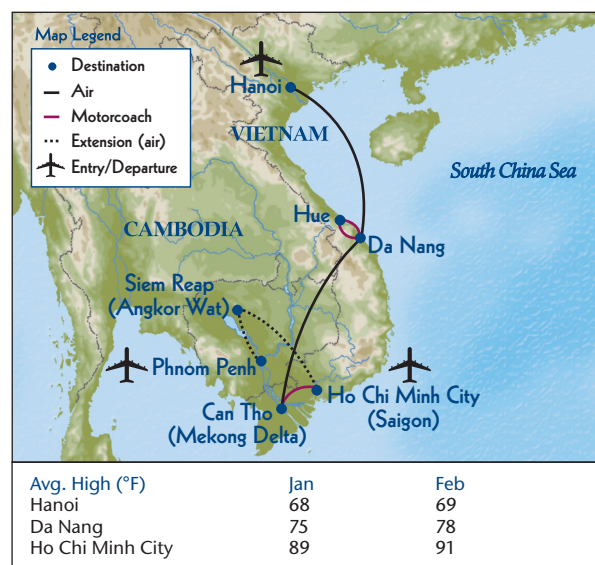 Map Legend
Destination
Air
Motorcoach
Extension (air)
Entry/Departure
Hanoi
VIETNAM
South China Sea
Hue
Da Nang
CAMBODIA
Siem Reap
(Angkor Wat)
Phnom Penh
Ho Chi Minh City
(Saigon)
Can Tho
(Mekong Delta)
Avg. High (°F) Jan Feb
Hanoi 68 69
Da Nang 75 78
Ho Chi Minh City 89 91